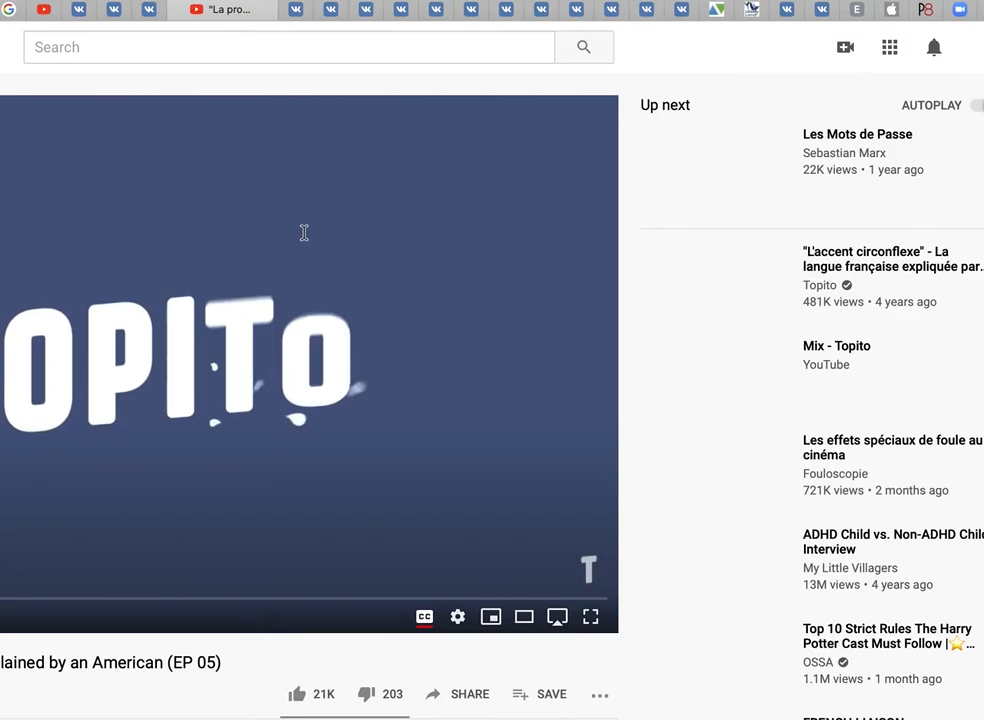 "La pro...
E
P8
Search
Up next
AUTOPLAY
OPITO
T
CC
Les Mots de Passe
Sebastian Marx
22K views • 1 year ago
"L'accent circonflexe" - La
langue française expliquée par...
Topito
481K views • 4 years ago
Mix - Topito
YouTube
Les effets spéciaux de foule au
cinéma
Fouloscopie
721K views • 2 months ago
ADHD Child vs. Non-ADHD Child
Interview
My Little Villagers
13M views • 4 years ago
Top 10 Strict Rules The Harry
Potter Cast Must Follow |⭐...
OSSA
1.1M views • 1 month ago
lained by an American (EP 05)
21K
203
SHARE
SAVE